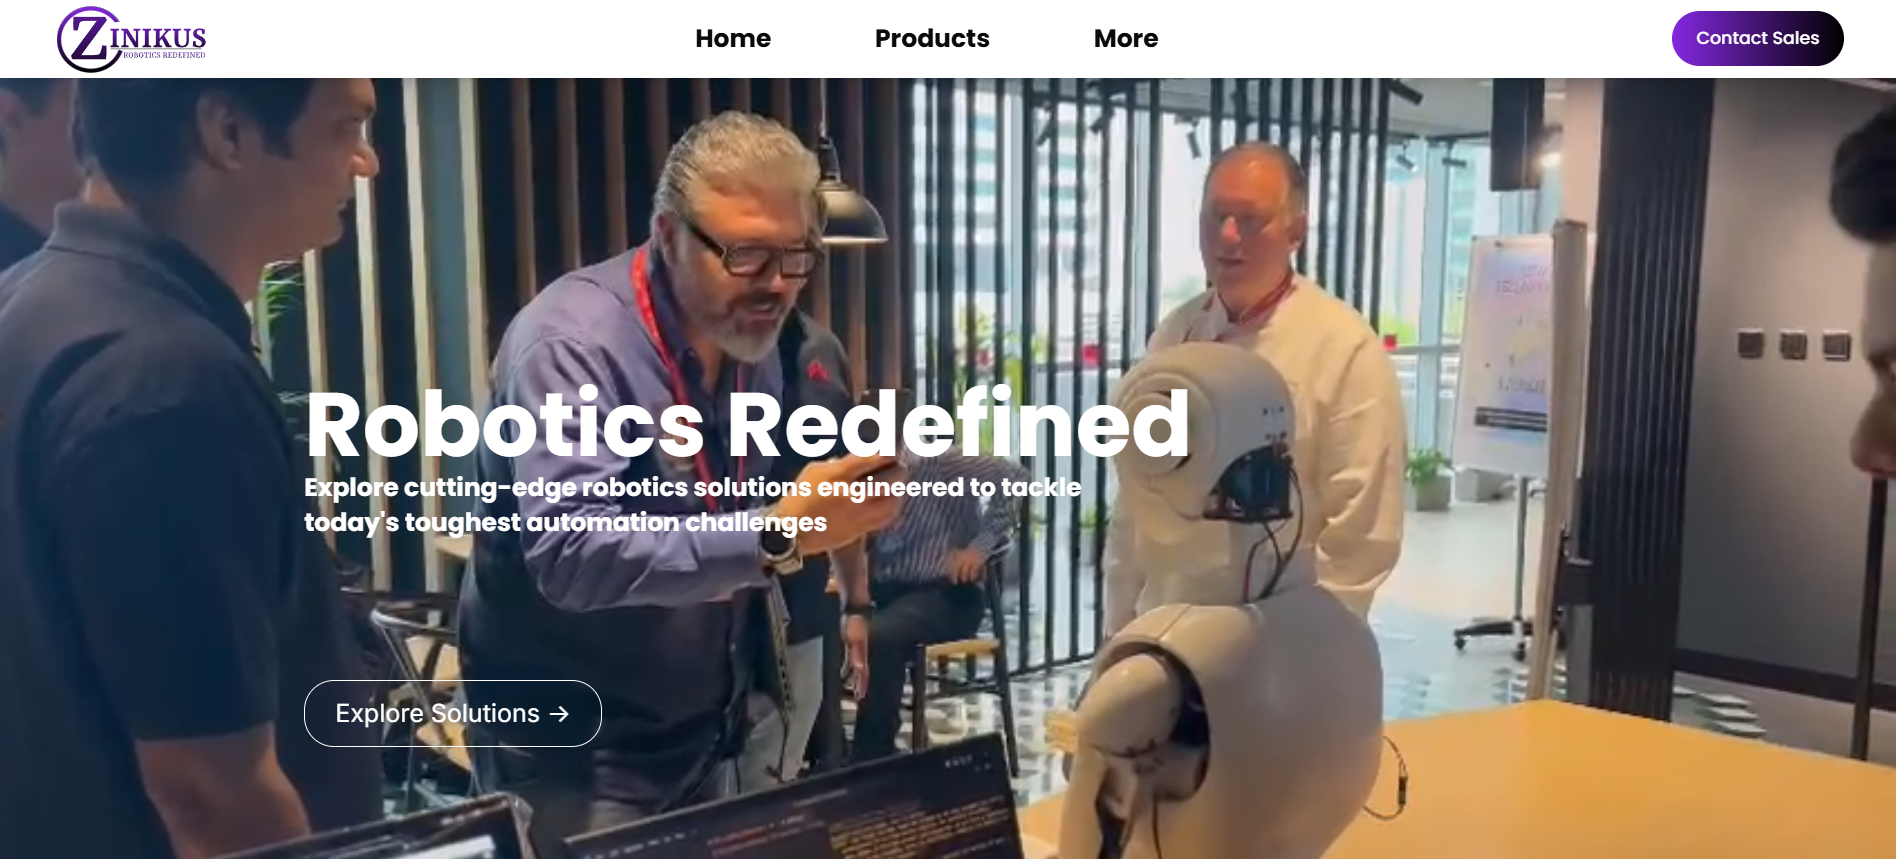 ZINIKUS
ROBOTICS REDEFINED
Home
Products
More
Contact Sales
Robotics Redefined
Explore cutting-edge robotics solutions engineered to tackle
today's toughest automation challenges
Explore Solutions →